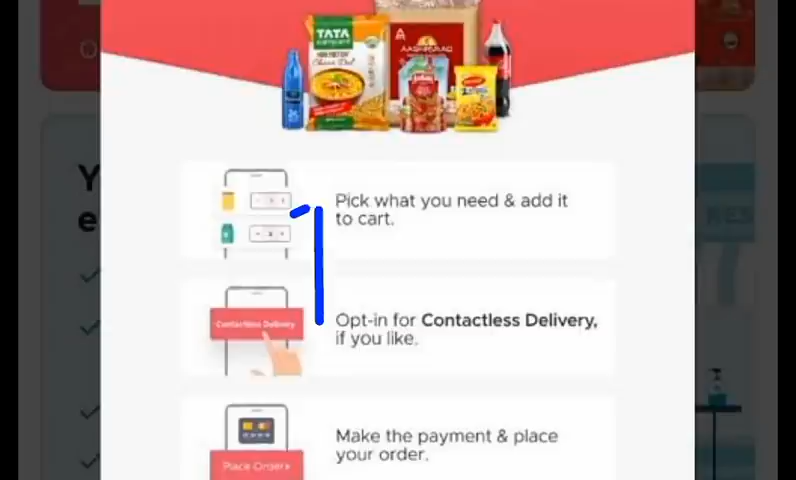 TATA
AASHIRVAAD
Y
e
Pick what you need & add it
to cart.
Contactless Delivery
Opt-in for Contactless Delivery,
if you like.
Make the payment & place
your order.
Place Order